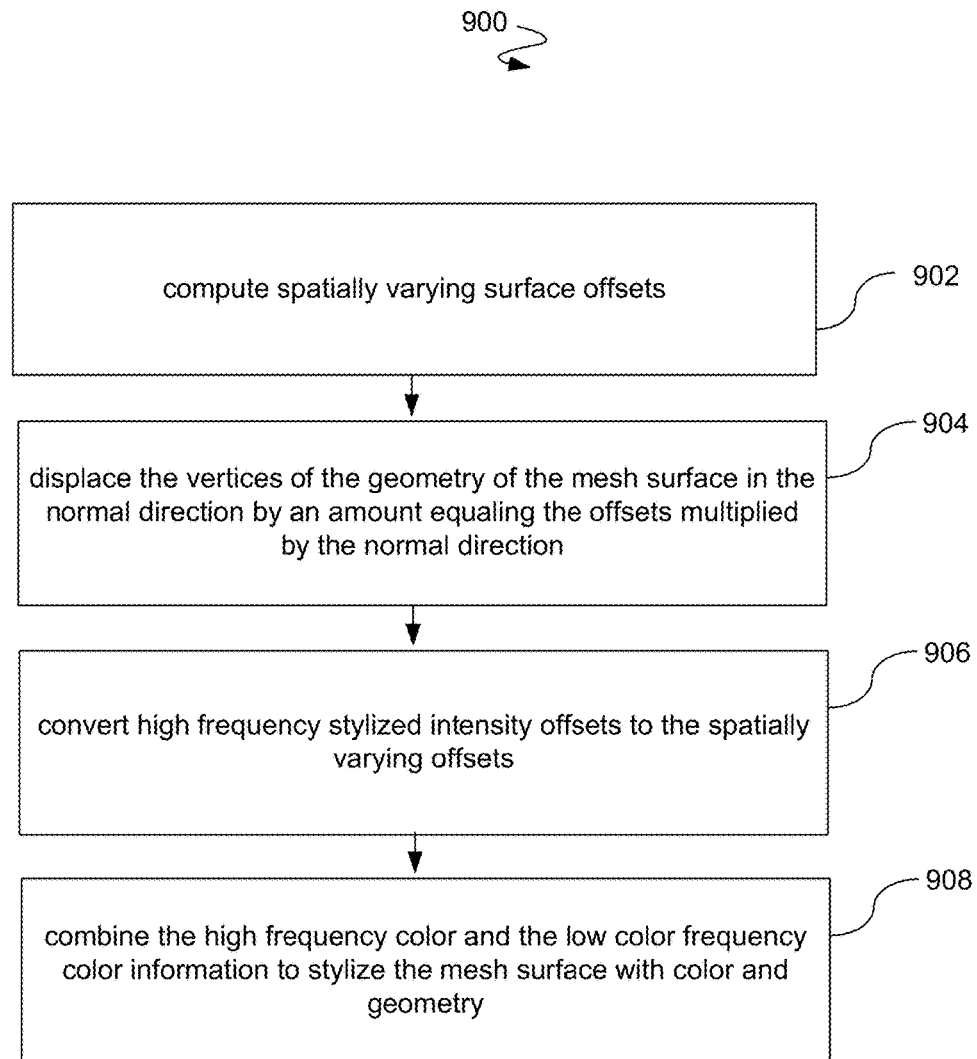 900
compute spatially varying surface offsets
902
904
displace the vertices of the geometry of the mesh surface in the
normal direction by an amount equaling the offsets multiplied
by the normal direction
906
convert high frequency stylized intensity offsets to the spatially
varying offsets
908
combine the high frequency color and the low color frequency
color information to stylize the mesh surface with color and
geometry